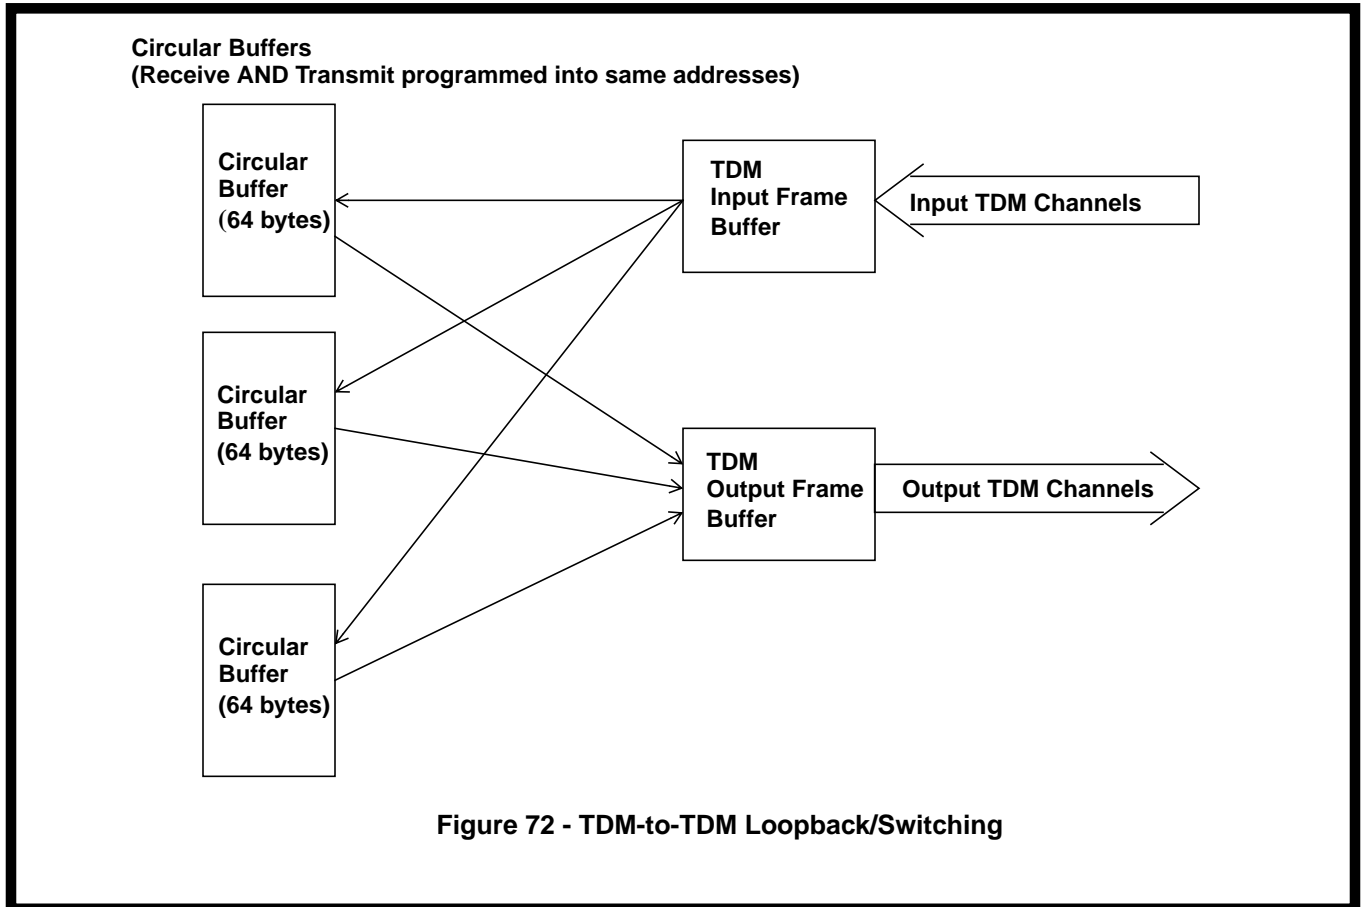 Circular Buffers
(Receive AND Transmit programmed into same addresses)
Circular
Buffer
(64 bytes)
TDM
Input Frame
Buffer
Input TDM Channels
Circular
Buffer
(64 bytes)
TDM
Output Frame
Buffer
Output TDM Channels
Circular
Buffer
(64 bytes)
Figure 72 - TDM-to-TDM Loopback/Switching